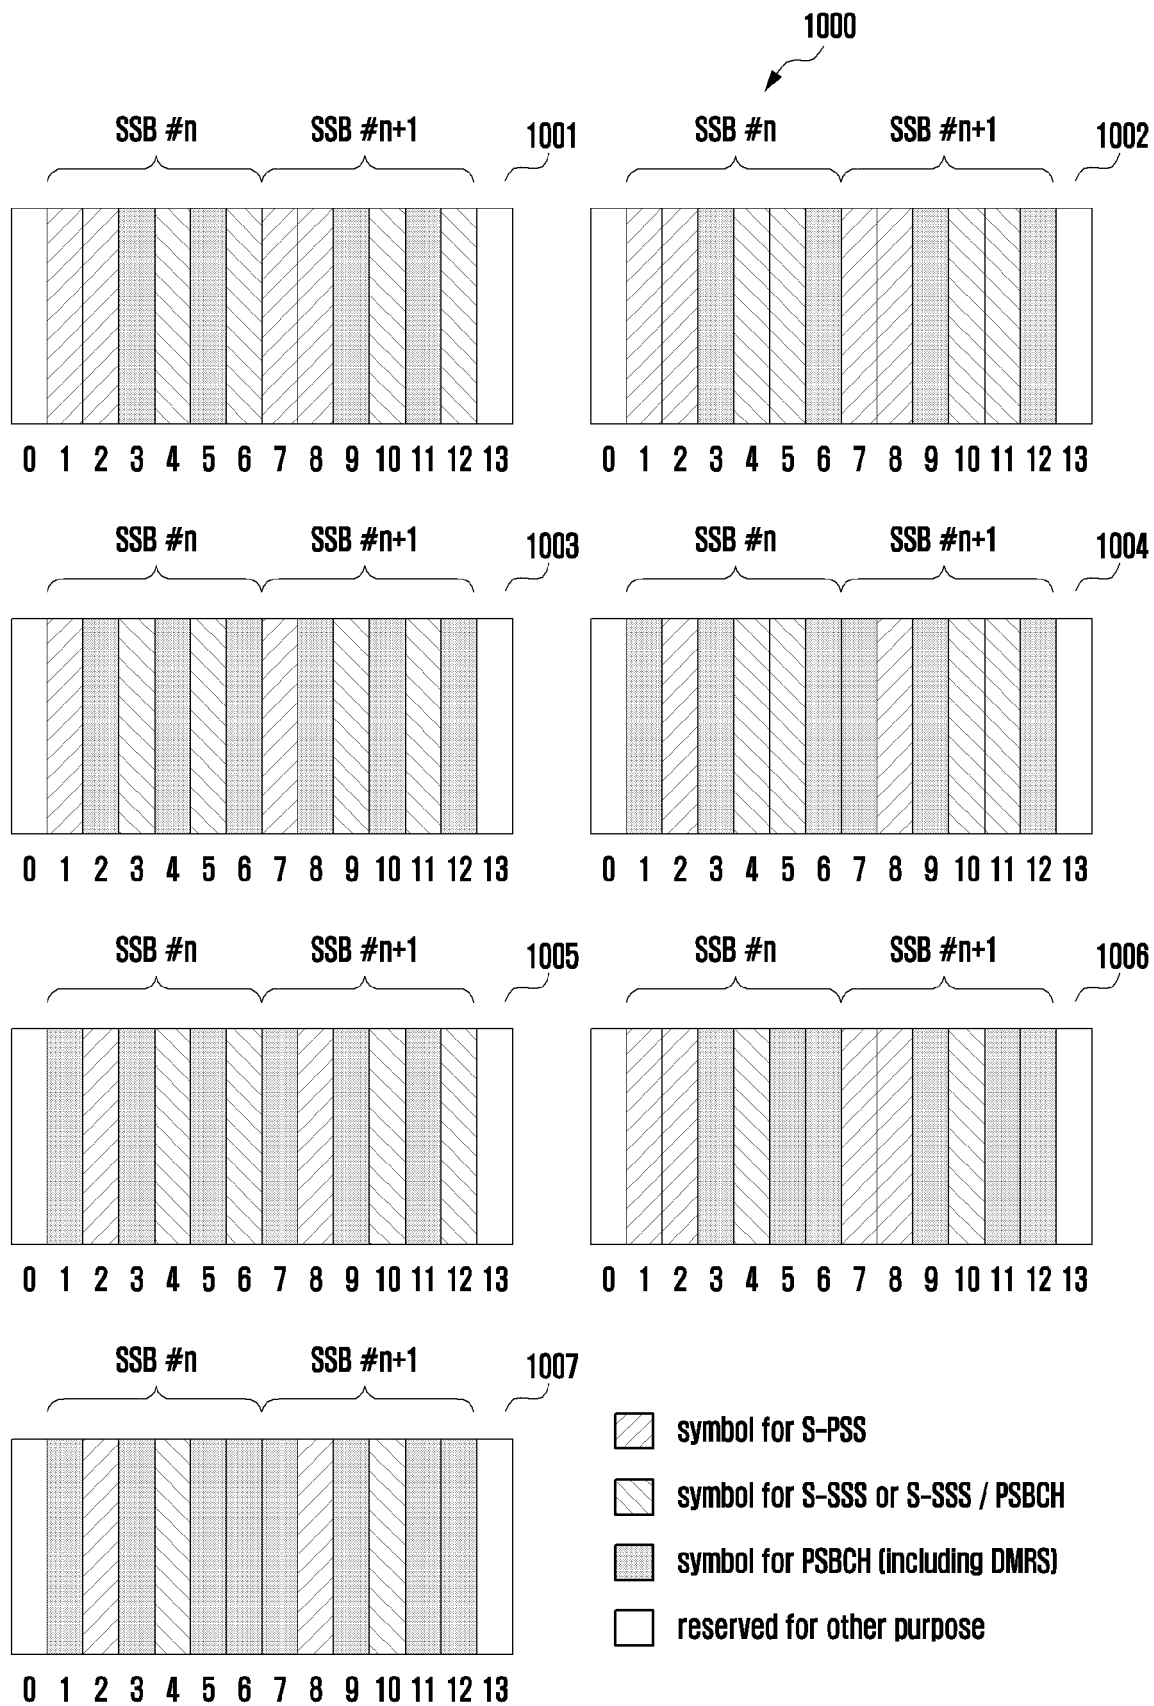 1000
SSB #n SSB #n+1 1001
SSB #n SSB #n+1 1002
0 1 2 3 4 5 6 7 8 9 10 11 12 13
0 1 2 3 4 5 6 7 8 9 10 11 12 13
SSB #n SSB #n+1 1003
SSB #n SSB #n+1 1004
0 1 2 3 4 5 6 7 8 9 10 11 12 13
0 1 2 3 4 5 6 7 8 9 10 11 12 13
SSB #n SSB #n+1 1005
SSB #n SSB #n+1 1006
0 1 2 3 4 5 6 7 8 9 10 11 12 13
0 1 2 3 4 5 6 7 8 9 10 11 12 13
SSB #n SSB #n+1 1007
0 1 2 3 4 5 6 7 8 9 10 11 12 13
symbol for S-PSS
symbol for S-SSS or S-SSS / PSBCH
symbol for PSBCH (including DMRS)
reserved for other purpose